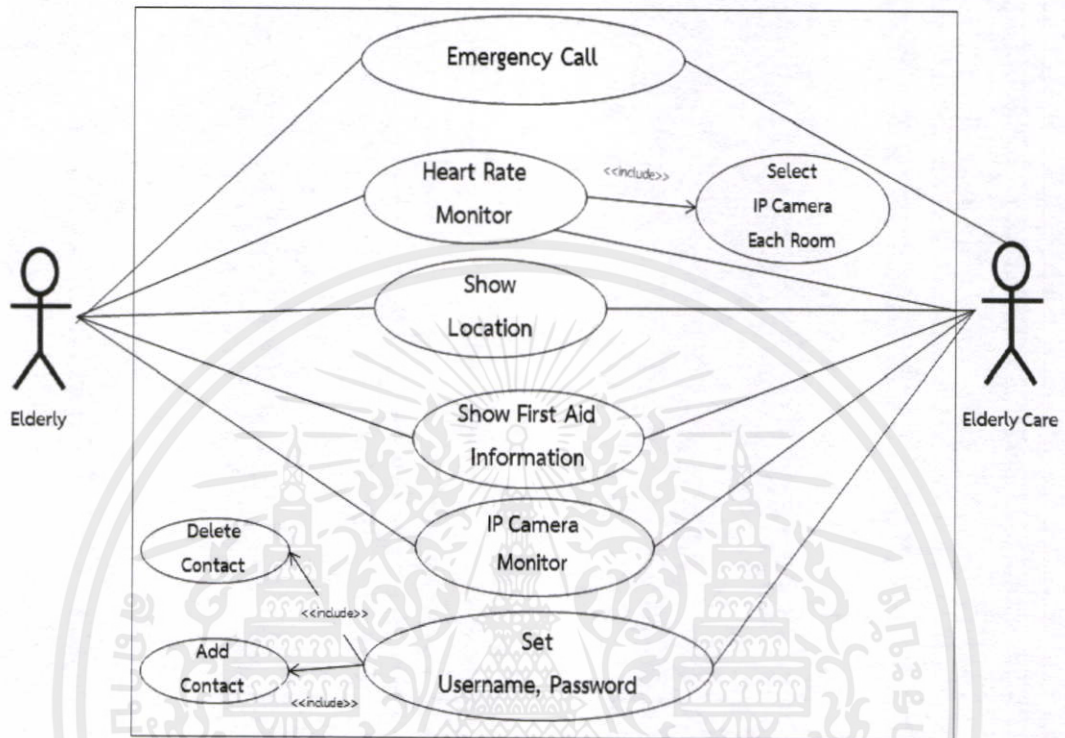 Emergency Call
Heart Rate
Monitor
<<include>>
Select
IP Camera
Each Room
Show
Location
Elderly
Elderly Care
Show First Aid
Information
IP Camera
Monitor
Delete
Contact
<<include>>
Add
Contact
<<include>>
Set
Username, Password